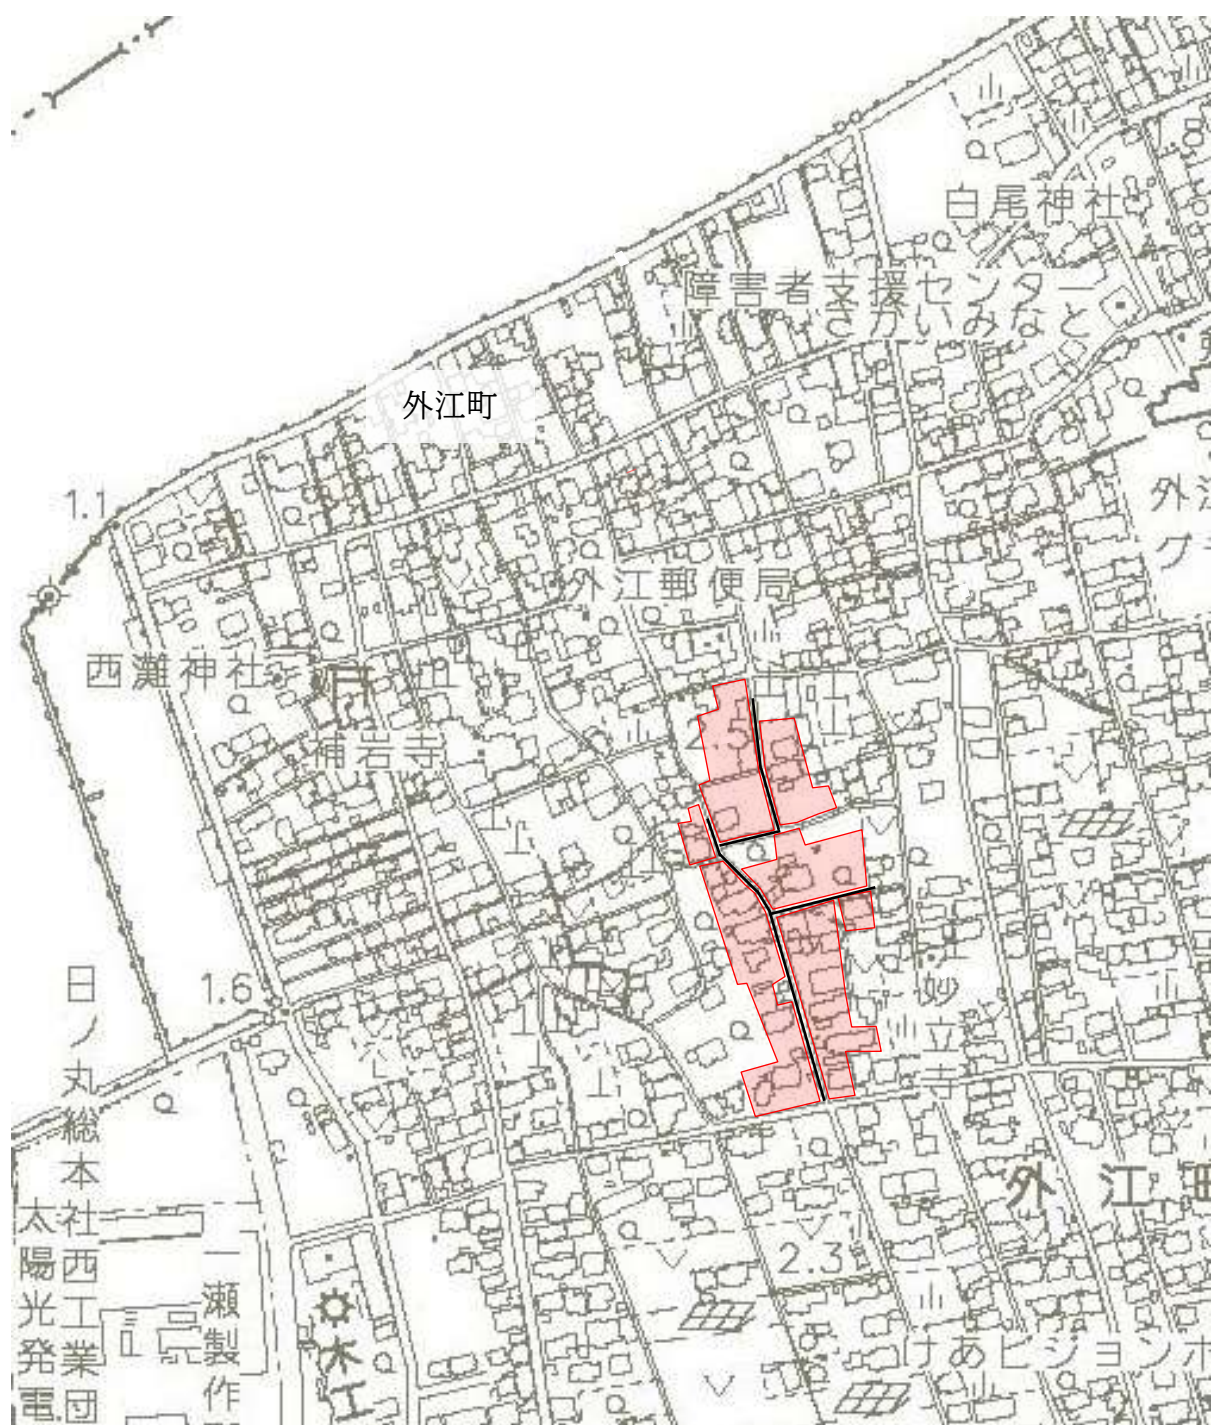 白尾神社
障害者支援センター
さかいみなと
外江町
1.1
外江郵便局
西灘神社
補岩寺
2.5
1.6
妙立寺
日ノ丸総本社西工業団
太陽光発電
一瀬製作
外江町
2.3
木工
けあビジョンホ